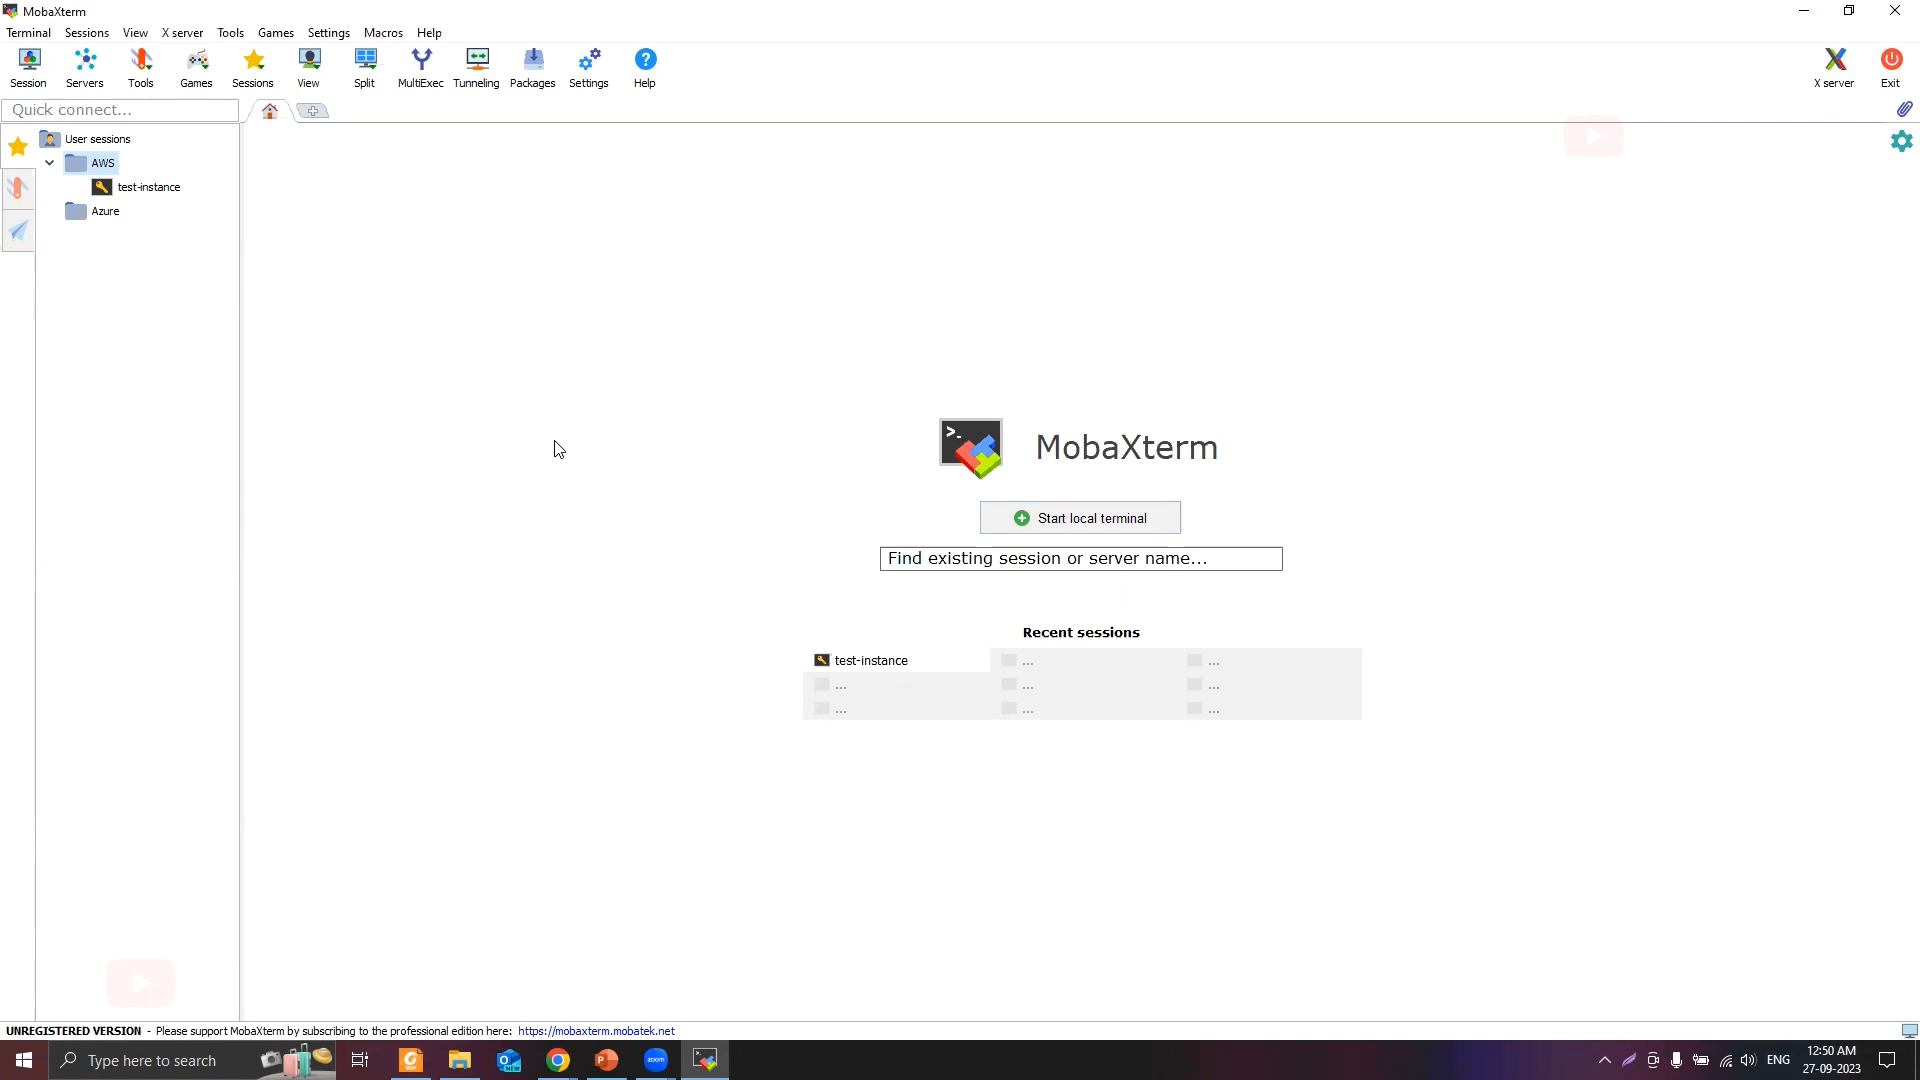 MobaXterm
Terminal Sessions View X server Tools Games Settings Macros Help
Session Servers Tools Games Sessions View Split MultiExec Tunneling Packages Settings Help X server Exit
Quick connect...
User sessions
AWS
test-instance
Azure
>_ MobaXterm
Start local terminal
Find existing session or server name...
Recent sessions
test-instance ... ...
... ... ...
... ... ...
UNREGISTERED VERSION - Please support MobaXterm by subscribing to the professional edition here: https://mobaxterm.mobatek.net
Type here to search NEW zoom ENG 12:50 AM
27-09-2023